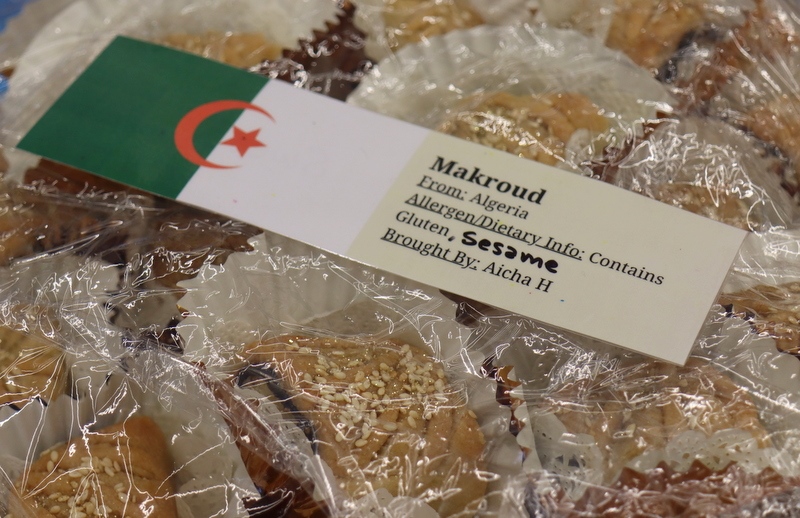 Makroud
From: Algeria
Allergen/Dietary Info: Contains
Gluten, Sesame
Brought By: Aicha H